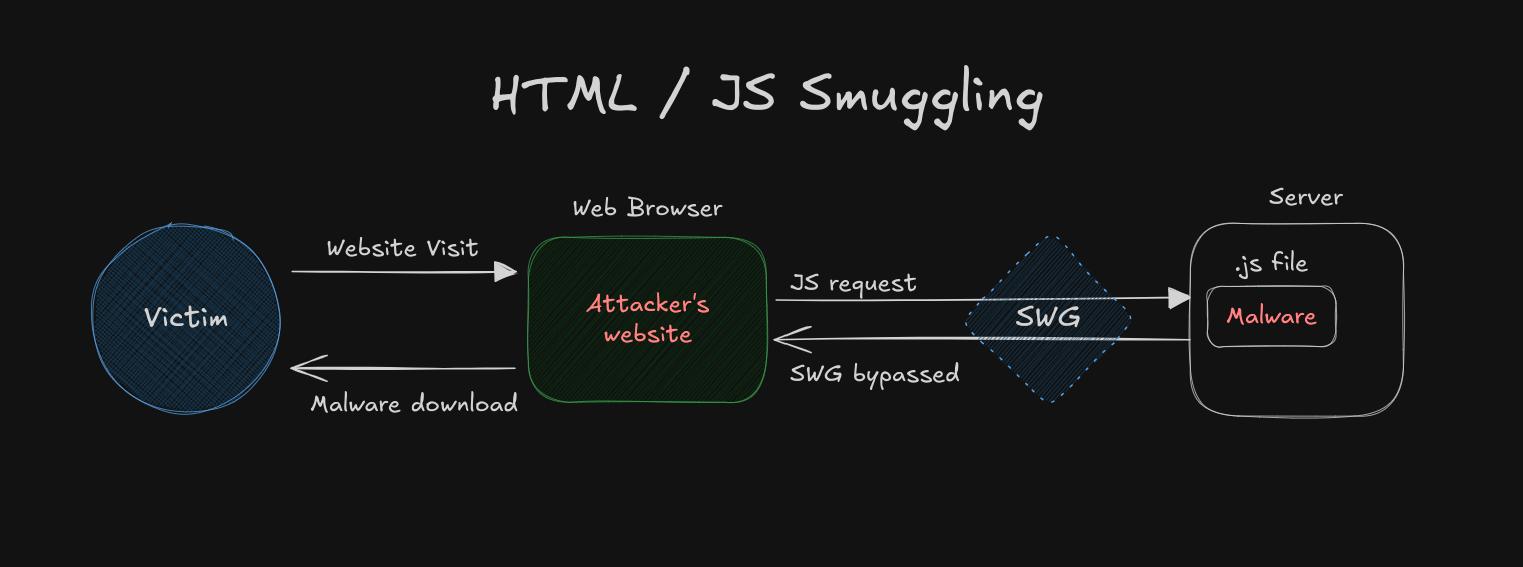 HTML / JS Smuggling
Web Browser
Server
Website Visit
.js file
JS request
Attacker's
website
Victim
SWG
Malware
SWG bypassed
Malware download